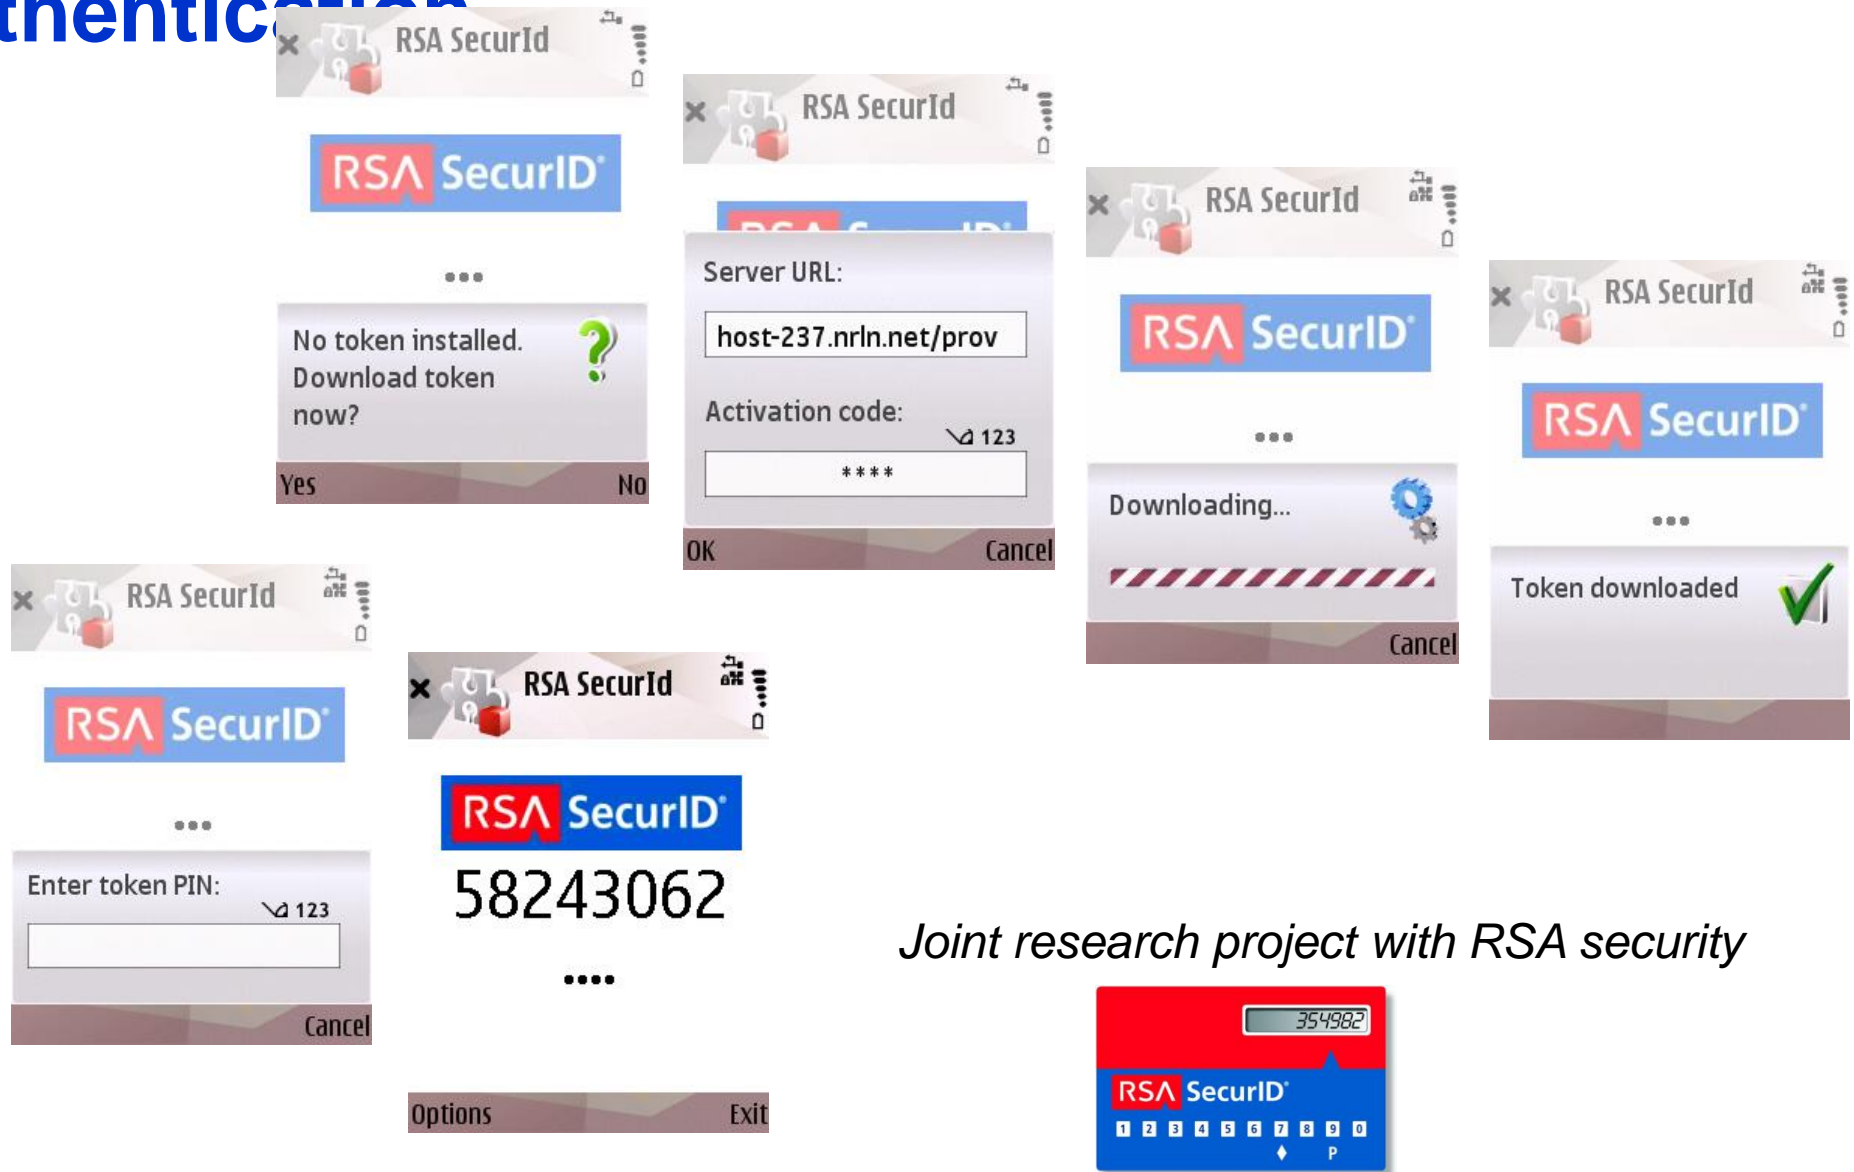 RSA SecurId
RSA SecurID®
No token installed.
Download token
now?
Yes No
RSA SecurId
Server URL:
host-237.nrln.net/prov
Activation code:
123
****
OK Cancel
RSA SecurId
RSA SecurID®
Downloading...
Cancel
RSA SecurId
RSA SecurID®
Token downloaded
RSA SecurId
RSA SecurID®
Enter token PIN:
123
Cancel
RSA SecurId
RSA SecurID®
58243062
Options Exit
Joint research project with RSA security
354982
RSA SecurID®
1 2 3 4 5 6 7 8 9 0
P